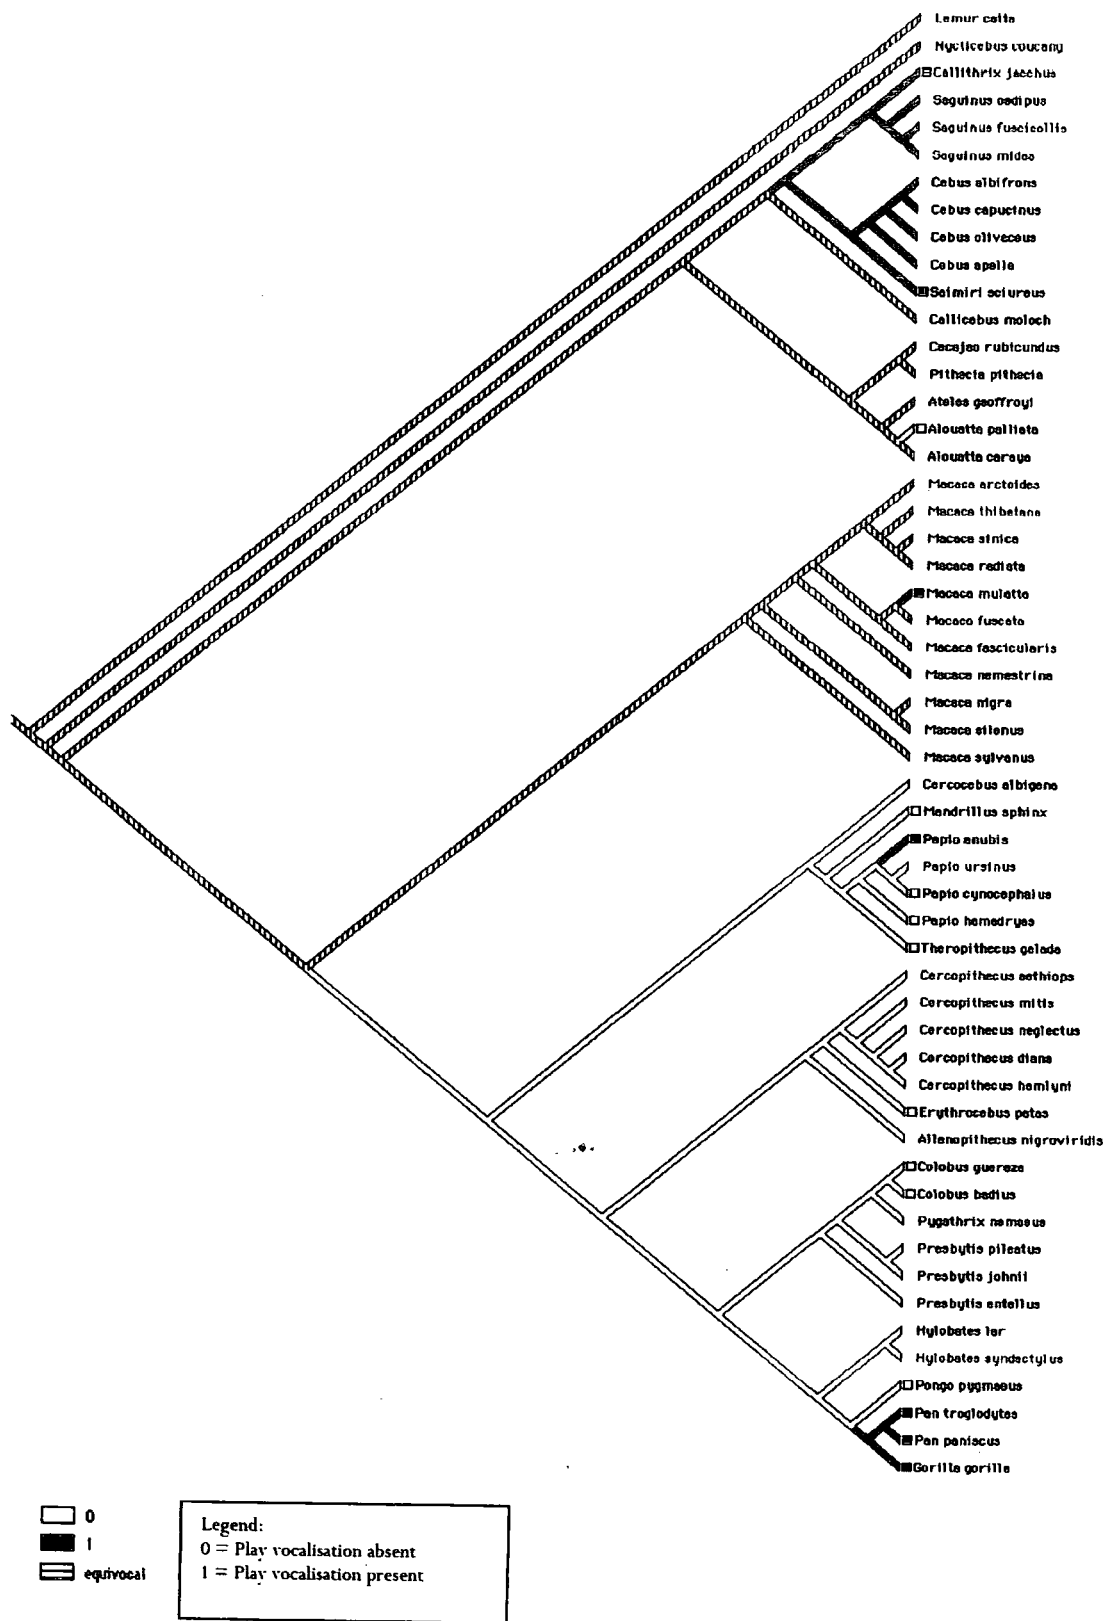 Lemur catta
Nycticebus coucang
Callithrix jacchus
Saguinus oedipus
Saguinus fuscicollis
Saguinus midas
Cebus albifrons
Cebus capucinus
Cebus olivaceus
Cebus apella
Saimiri sciureus
Callicebus moloch
Cacajao rubicundus
Pithecia pithecia
Ateles geoffroyi
Alouatta palliata
Alouatta caraya
Macaca arctoides
Macaca thibetana
Macaca sinica
Macaca radiata
Macaca mulatta
Macaca fuscata
Macaca fascicularis
Macaca nemestrina
Macaca nigra
Macaca silenus
Macaca sylvanus
Cercocebus albigena
Mandrillus sphinx
Papio anubis
Papio ursinus
Papio cynocephalus
Papio hamadryas
Theropithecus gelada
Cercopithecus aethiops
Cercopithecus mitis
Cercopithecus neglectus
Cercopithecus diana
Cercopithecus hamlyni
Erythrocebus patas
Allenopithecus nigroviridis
Colobus guereza
Colobus badius
Pygathrix namaeus
Presbytis pileatus
Presbytis johnii
Presbytis entellus
Hylobates lar
Hylobates syndactylus
Pongo pygmaeus
Pan troglodytes
Pan paniscus
Gorilla gorilla
0
1
equivocal
Legend:
0 = Play vocalisation absent
1 = Play vocalisation present